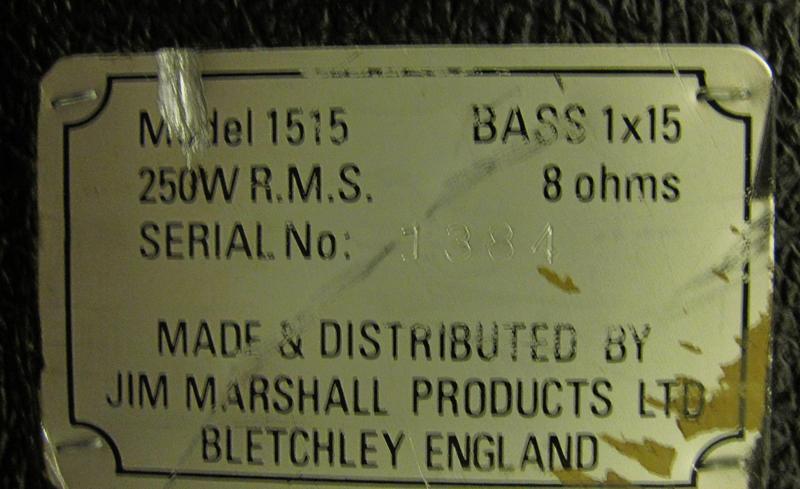 Model 1515 BASS 1x15
250W R.M.S. 8 ohms
SERIAL No: 1384
MADE & DISTRIBUTED BY
JIM MARSHALL PRODUCTS LTD
BLETCHLEY ENGLAND